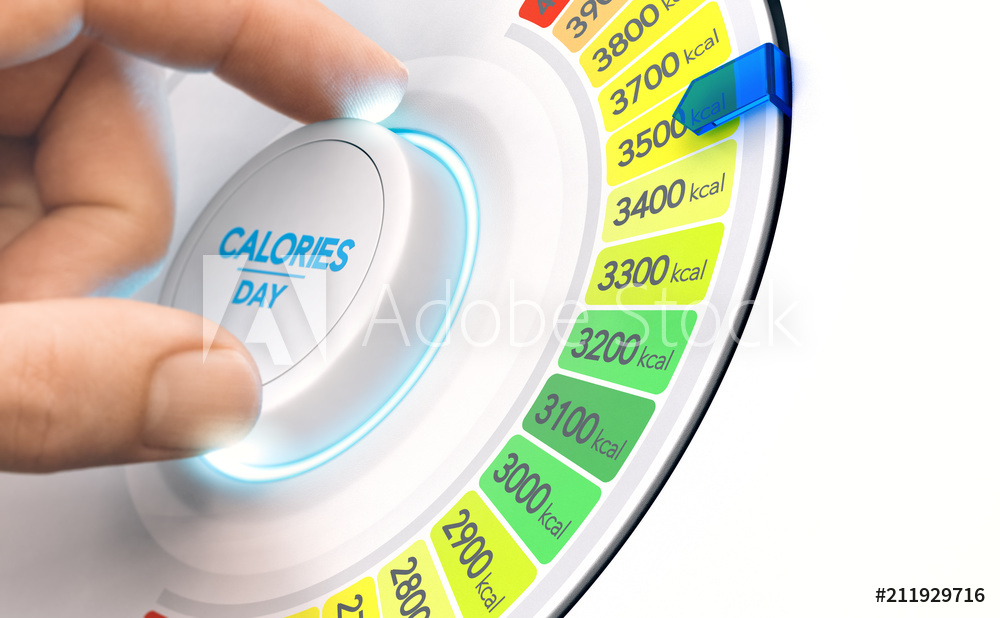 CALORIES
DAY
3800 kcal
3700 kcal
3500 kcal
3400 kcal
3300 kcal
3200 kcal
3100 kcal
3000 kcal
2900 kcal
2800
Adobe Stock
#211929716